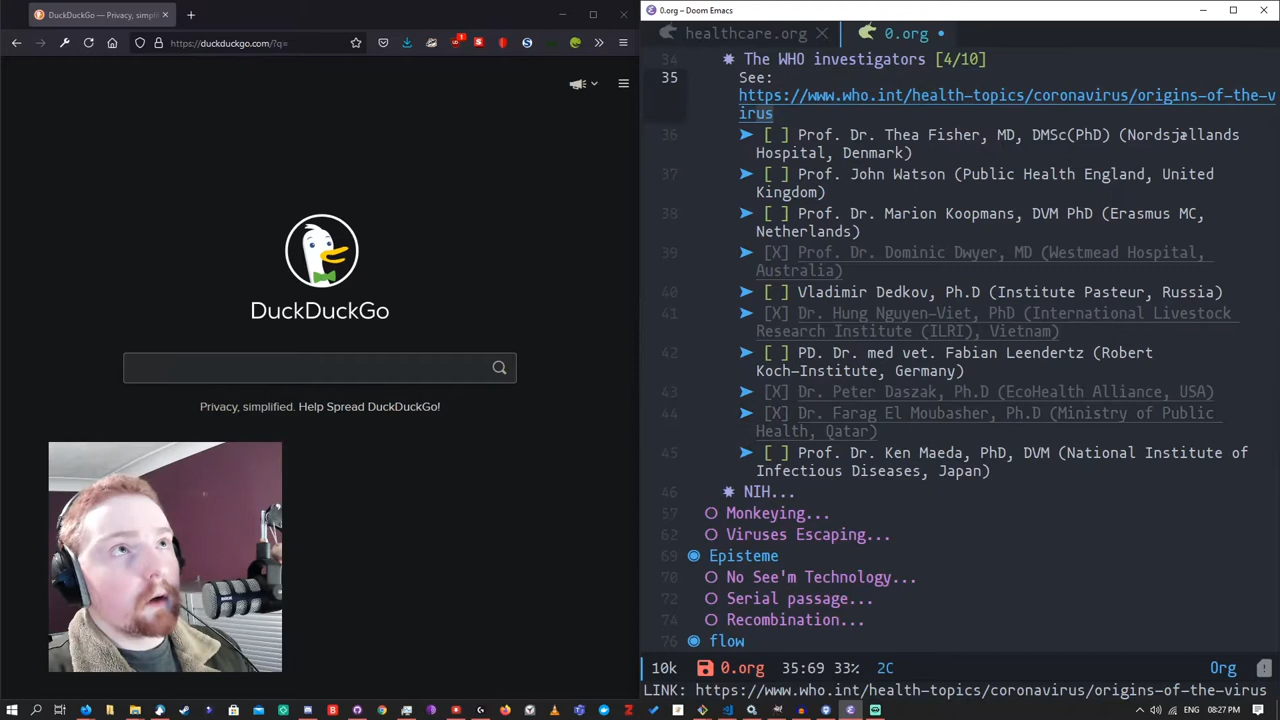 DuckDuckGo — Privacy, simplifi
https://duckduckgo.com/?q=
DuckDuckGo
Privacy, simplified. Help Spread DuckDuckGo!
0.org – Doom Emacs
healthcare.org
0.org
34 The WHO investigators [4/10]
35 See:
https://www.who.int/health-topics/coronavirus/origins-of-the-v
irus
36 [ ] Prof. Dr. Thea Fisher, MD, DMSc(PhD) (Nordsjællands
Hospital, Denmark)
37 [ ] Prof. John Watson (Public Health England, United
Kingdom)
38 [ ] Prof. Dr. Marion Koopmans, DVM PhD (Erasmus MC,
Netherlands)
39 [X] Prof. Dr. Dominic Dwyer, MD (Westmead Hospital,
Australia)
40 [ ] Vladimir Dedkov, Ph.D (Institute Pasteur, Russia)
41 [X] Dr. Hung Nguyen-Viet, PhD (International Livestock
Research Institute (ILRI), Vietnam)
42 [ ] PD. Dr. med vet. Fabian Leendertz (Robert
Koch-Institute, Germany)
43 [X] Dr. Peter Daszak, Ph.D (EcoHealth Alliance, USA)
44 [X] Dr. Farag El Moubasher, Ph.D (Ministry of Public
Health, Qatar)
45 [ ] Prof. Dr. Ken Maeda, PhD, DVM (National Institute of
Infectious Diseases, Japan)
46 NIH...
57 Monkeying...
62 Viruses Escaping...
69 Episteme
70 No See'm Technology...
72 Serial passage...
74 Recombination...
76 flow
10k 0.org 35:69 33% 2C Org
LINK: https://www.who.int/health-topics/coronavirus/origins-of-the-virus
08:27 PM